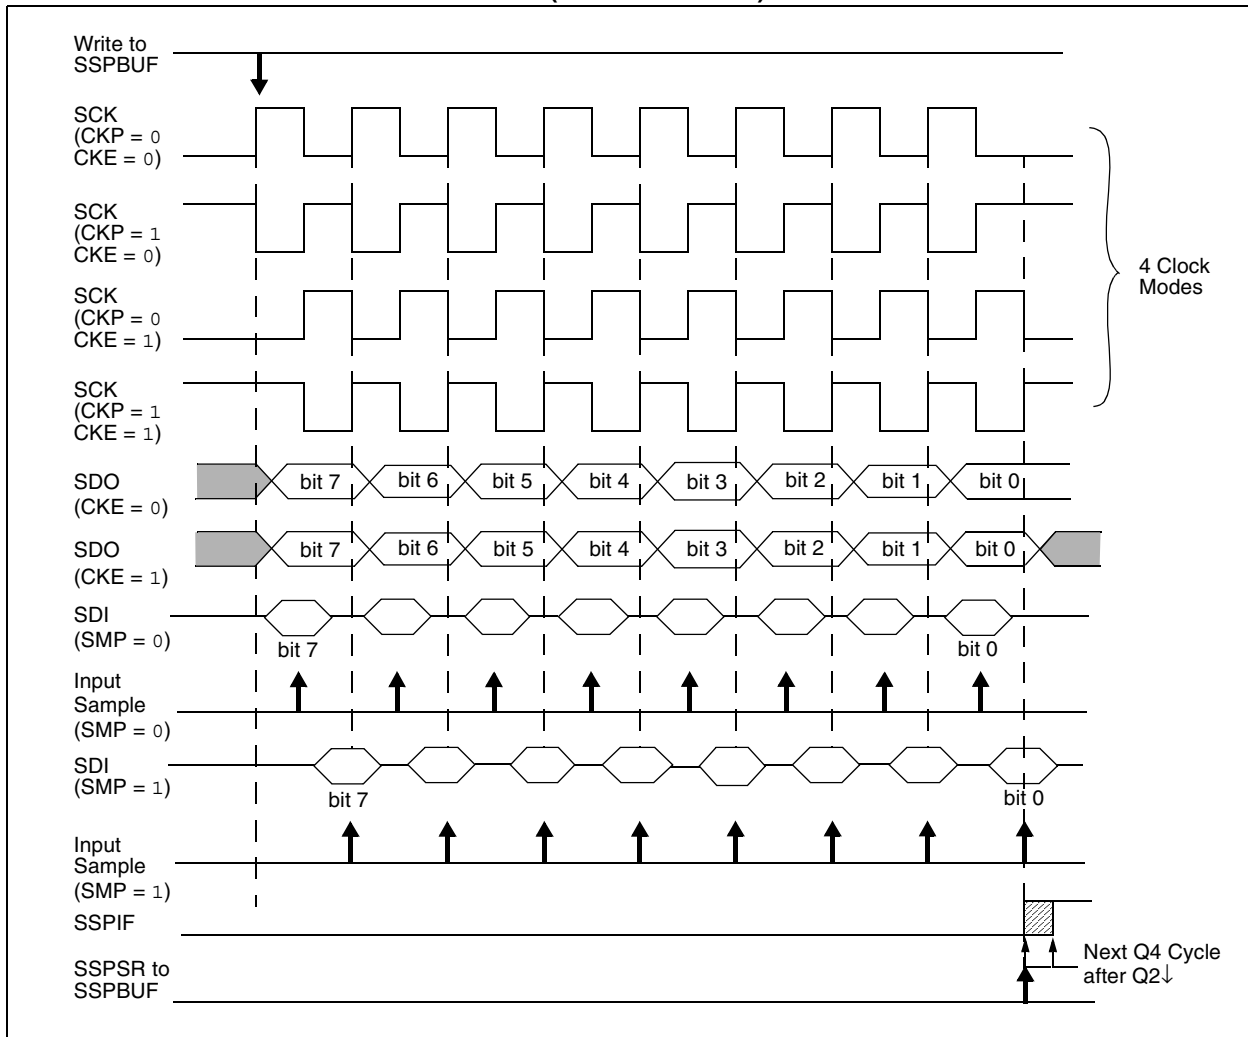 Write to
SSPBUF
SCK
(CKP = 0
CKE = 0)
SCK
(CKP = 1
CKE = 0)
SCK
(CKP = 0
CKE = 1)
SCK
(CKP = 1
CKE = 1)
4 Clock
Modes
SDO
(CKE = 0)
bit 7 bit 6 bit 5 bit 4 bit 3 bit 2 bit 1 bit 0
SDO
(CKE = 1)
bit 7 bit 6 bit 5 bit 4 bit 3 bit 2 bit 1 bit 0
SDI
(SMP = 0)
bit 7 bit 0
Input
Sample
(SMP = 0)
SDI
(SMP = 1)
bit 7 bit 0
Input
Sample
(SMP = 1)
SSPIF
SSPSR to
SSPBUF
Next Q4 Cycle
after Q2↓